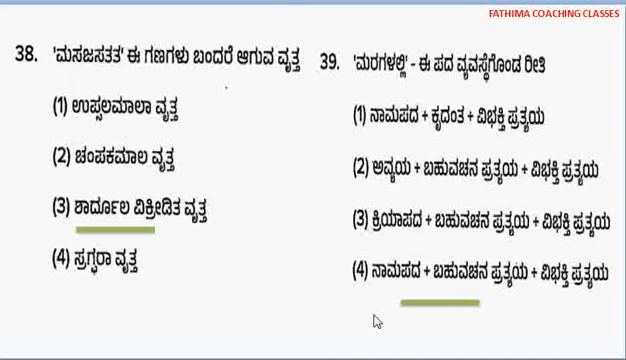 FATHIMA COACHING CLASSES
38. 'ಮಸಜಸತತ' ಈ ಗಣಗಳು ಬಂದರೆ ಆಗುವ ವೃತ್ತ
(1) ಉಪ್ಪಲಮಾಲಾ ವೃತ್ತ
(2) ಚಂಪಕಮಾಲ ವೃತ್ತ
(3) ಶಾರ್ದೂಲ ವಿಕ್ರೀಡಿತ ವೃತ್ತ
(4) ಸ್ರಗ್ಧರಾ ವೃತ್ತ
39. 'ಮರಗಳಲ್ಲಿ' - ಈ ಪದ ವ್ಯವಸ್ಥೆಗೊಂಡ ರೀತಿ
(1) ನಾಮಪದ + ಕೃದಂತ + ವಿಭಕ್ತಿ ಪ್ರತ್ಯಯ
(2) ಅವ್ಯಯ + ಬಹುವಚನ ಪ್ರತ್ಯಯ + ವಿಭಕ್ತಿ ಪ್ರತ್ಯಯ
(3) ಕ್ರಿಯಾಪದ + ಬಹುವಚನ ಪ್ರತ್ಯಯ + ವಿಭಕ್ತಿ ಪ್ರತ್ಯಯ
(4) ನಾಮಪದ + ಬಹುವಚನ ಪ್ರತ್ಯಯ + ವಿಭಕ್ತಿ ಪ್ರತ್ಯಯ